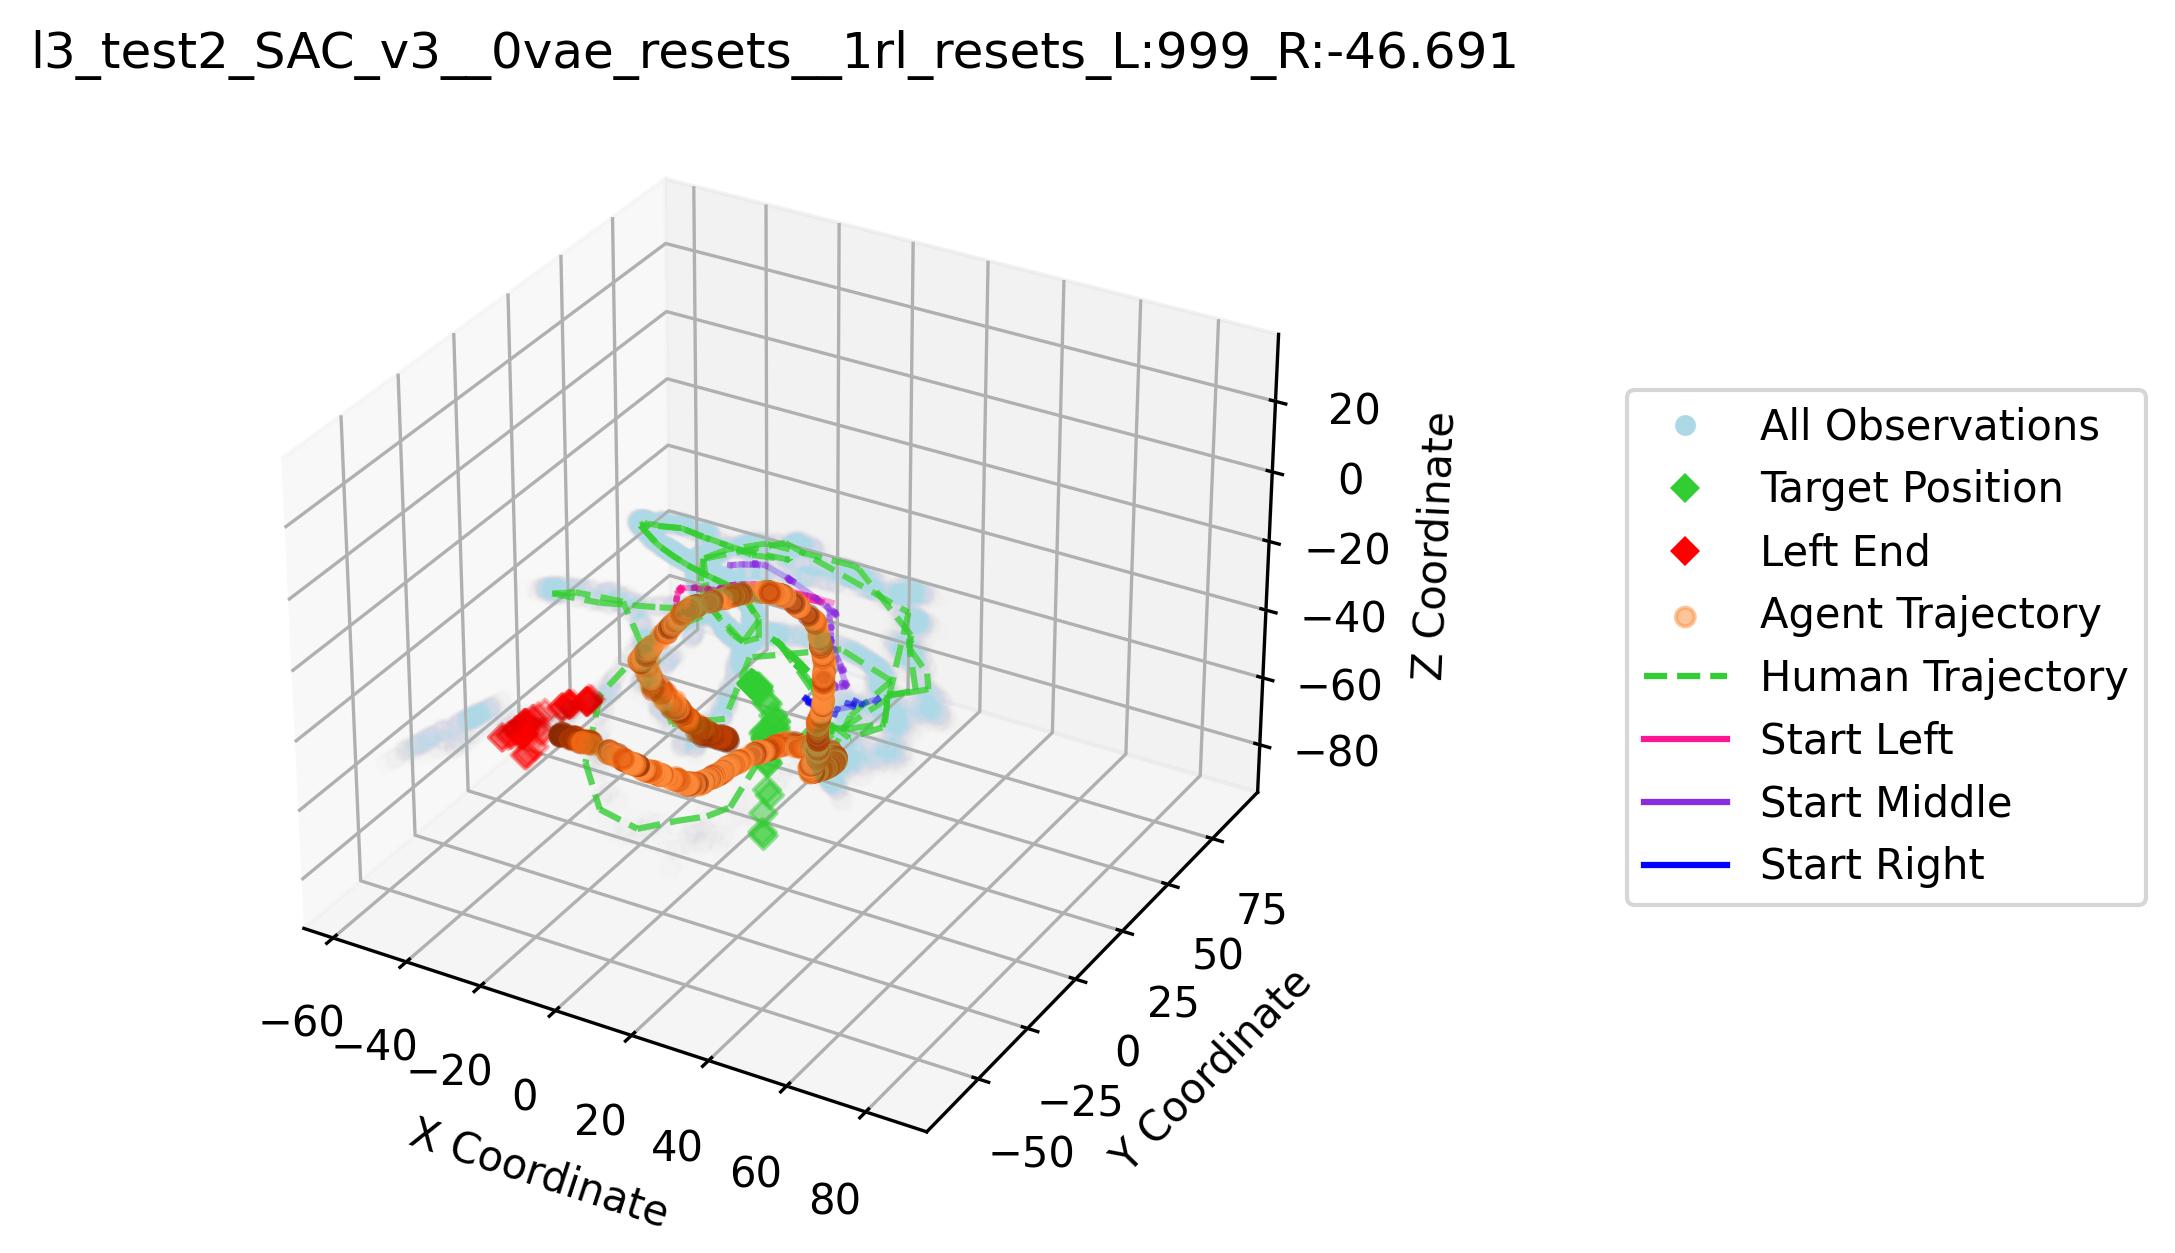 l3_test2_SAC_v3__0vae_resets__1rl_resets_L:999_R:-46.691
20
0
−20
−40
−60
−80
Z Coordinate
75
50
25
0
−25
−50
Y Coordinate
−60
−40
−20
0
20
40
60
80
X Coordinate
All Observations
Target Position
Left End
Agent Trajectory
Human Trajectory
Start Left
Start Middle
Start Right